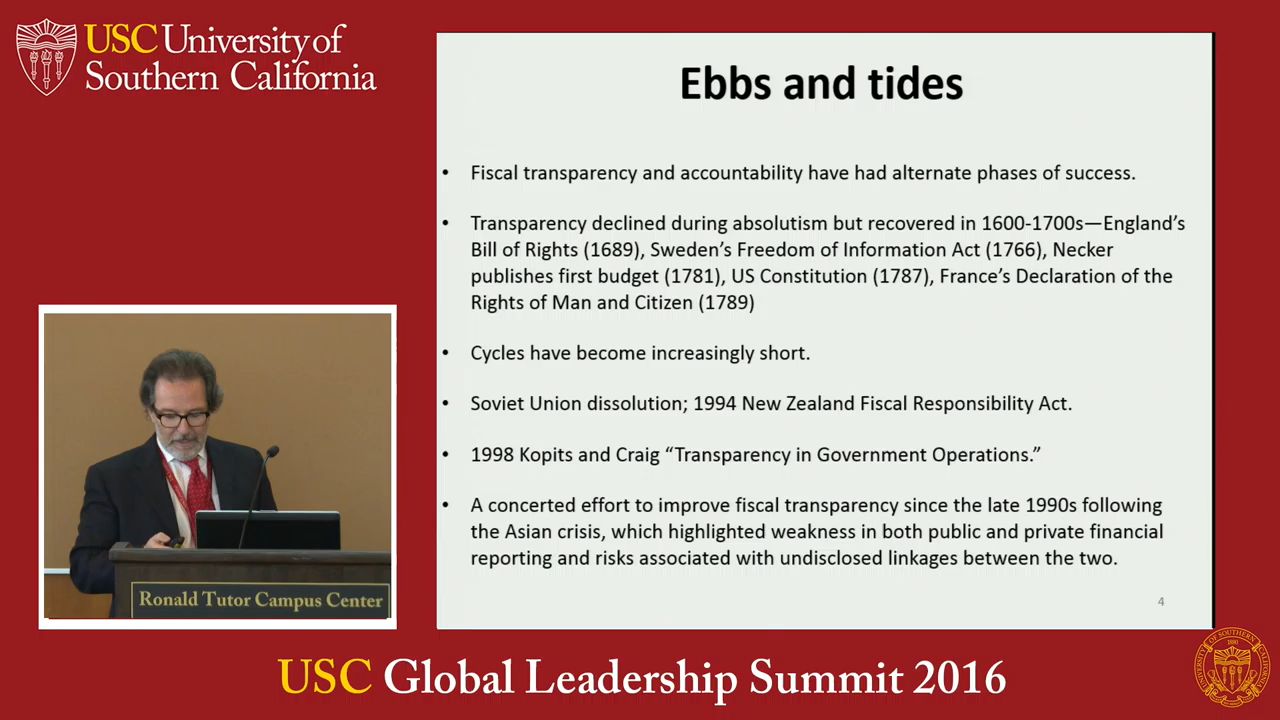 USC University of
Southern California
Ebbs and tides
• Fiscal transparency and accountability have had alternate phases of success.
• Transparency declined during absolutism but recovered in 1600-1700s—England's
Bill of Rights (1689), Sweden's Freedom of Information Act (1766), Necker
publishes first budget (1781), US Constitution (1787), France's Declaration of the
Rights of Man and Citizen (1789)
• Cycles have become increasingly short.
• Soviet Union dissolution; 1994 New Zealand Fiscal Responsibility Act.
• 1998 Kopits and Craig “Transparency in Government Operations.”
• A concerted effort to improve fiscal transparency since the late 1990s following
the Asian crisis, which highlighted weakness in both public and private financial
reporting and risks associated with undisclosed linkages between the two.
4
Ronald Tutor Campus Center
USC Global Leadership Summit 2016